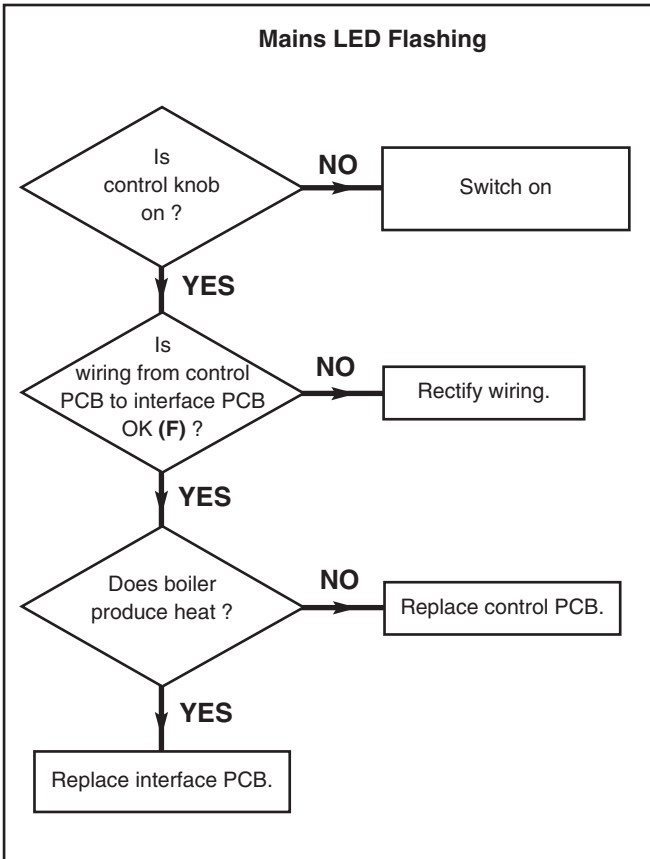 Mains LED Flashing
Is
control knob
on ?
NO
Switch on
YES
Is
wiring from control
PCB to interface PCB
OK (F) ?
NO
Rectify wiring.
YES
Does boiler
produce heat ?
NO
Replace control PCB.
YES
Replace interface PCB.